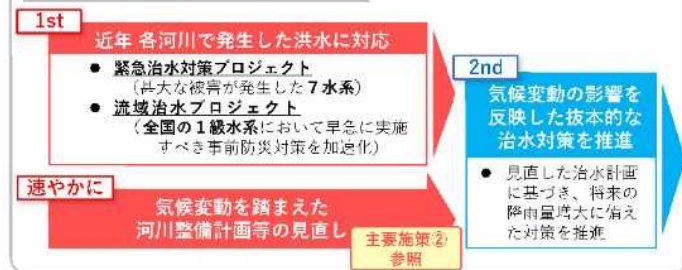 1st
近年 各河川で発生した洪水に対応
● 緊急治水対策プロジェクト
（甚大な被害が発生した７水系）
● 流域治水プロジェクト
（全国の１級水系において早急に実施
すべき事前防災対策を加速化）
速やかに
気候変動を踏まえた
河川整備計画等の見直し
主要施策②
参照
2nd
気候変動の影響を
反映した抜本的な
治水対策を推進
● 見直した治水計画
に基づき、将来の
降雨量増大に備え
た対策を推進